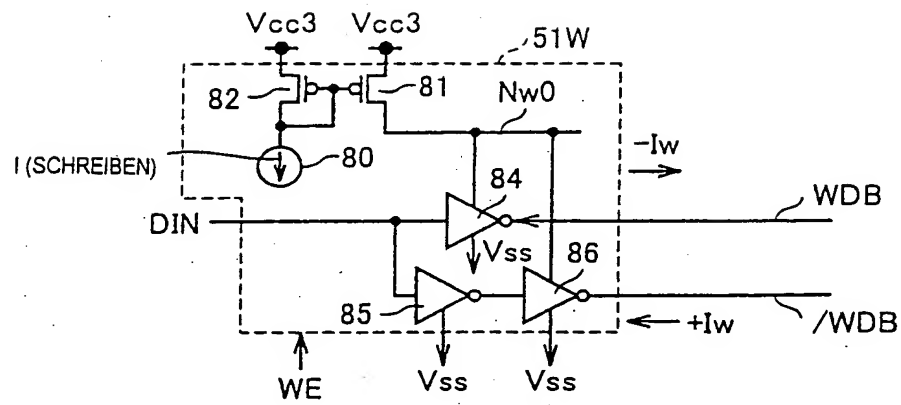 Vcc3 Vcc3
51W
82 81
Nw0
I (SCHREIBEN) 80
-Iw
84
DIN WDB
Vss 86
85
/WDB
+Iw
WE Vss Vss